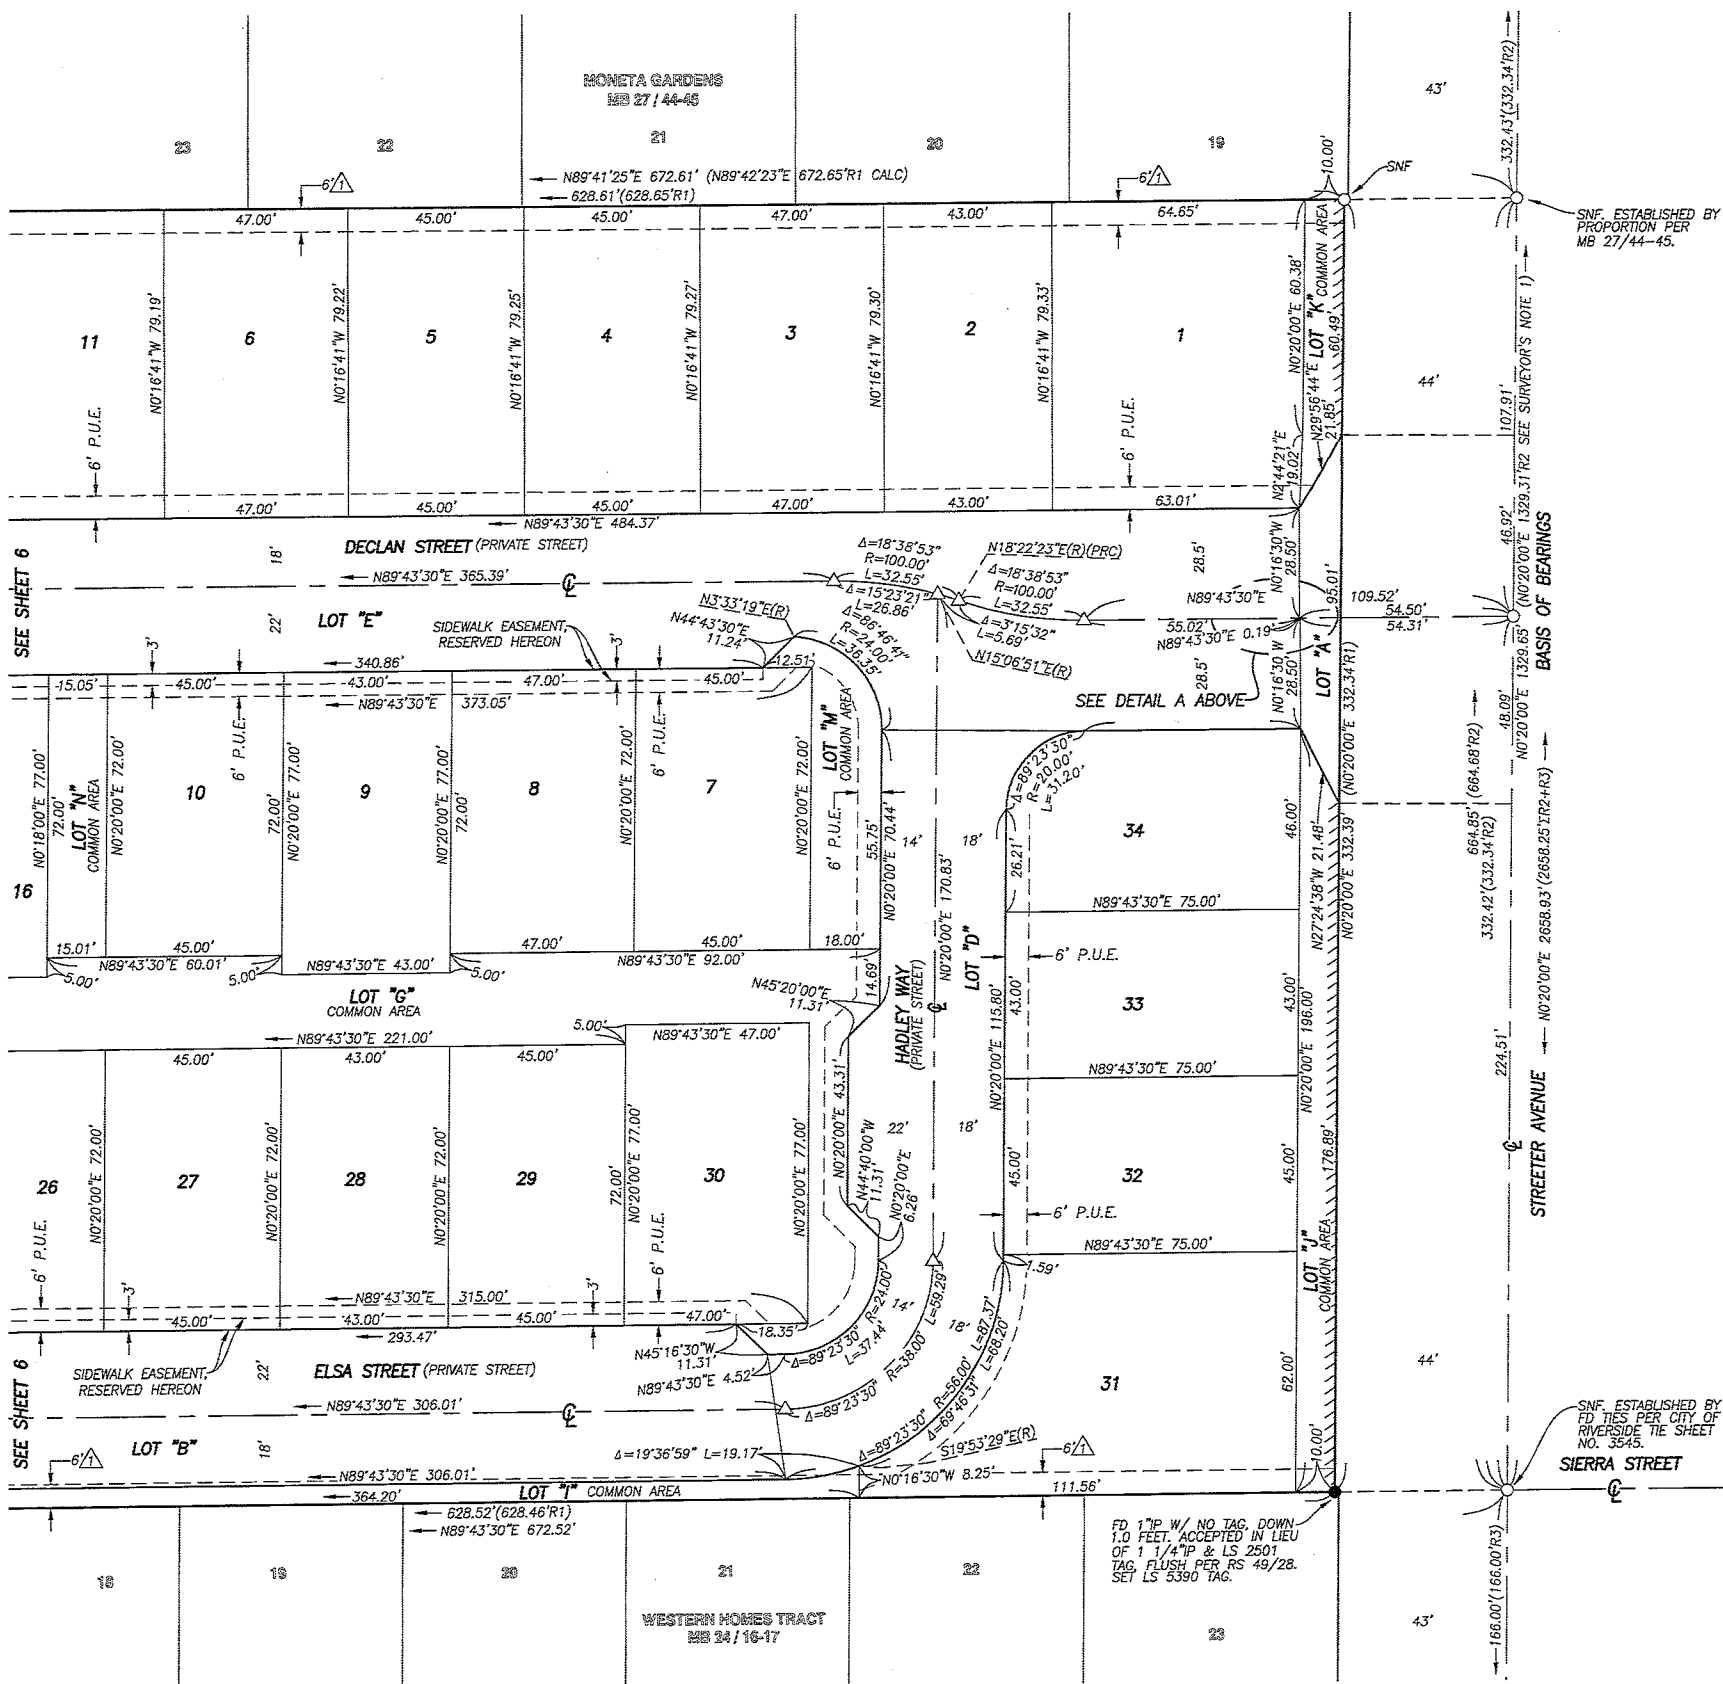 MONETA GARDENS
MB 27 / 44-45
23
22
21
20
19
43'
332.43'(332.34'R2)
10.00'
SNF
N89°41'25"E 672.61' (N89°42'23"E 672.65'R1 CALC)
628.61'(628.65'R1)
6' 1
6' 1
47.00'
45.00'
45.00'
47.00'
43.00'
64.65'
SNF. ESTABLISHED BY
PROPORTION PER
MB 27/44-45.
11
N0°16'41"W 79.19'
6
N0°16'41"W 79.22'
5
N0°16'41"W 79.25'
4
N0°16'41"W 79.27'
3
N0°16'41"W 79.30'
2
N0°16'41"W 79.33'
1
N0°20'00"E 60.38'
LOT "K"
COMMON AREA
60.49'
N29°56'44"E
21.85'
N2°44'21"E
19.02'
44'
107.91'
(N0°20'00"E 1329.31'R2 SEE SURVEYOR'S NOTE 1)
N0°20'00"E 1329.65'
BASIS OF BEARINGS
6' P.U.E.
6' P.U.E.
47.00'
45.00'
45.00'
47.00'
43.00'
63.01'
N89°43'30"E 484.37'
SEE SHEET 6
18'
DECLAN STREET (PRIVATE STREET)
N89°43'30"E 365.39'
22'
LOT "E"
SIDEWALK EASEMENT,
RESERVED HEREON
Δ=18°38'53"
R=100.00'
L=32.55'
Δ=15°23'21"
L=26.86'
Δ=86°46'41"
R=24.00'
L=36.35'
N18°22'23"E(R)(PRC)
Δ=18°38'53"
R=100.00'
L=32.55'
Δ=3°15'32"
L=5.69'
N15°06'51"E(R)
N3°33'19"E(R)
N44°43'30"E
11.24'
28.5'
N0°16'30"W
28.50'
N89°43'30"E
55.02'
N89°43'30"E 0.19'
95.01'
109.52'
54.50'
54.31'
46.92'
28.5'
N0°16'30"W
28.50'
LOT "A"
SEE DETAIL A ABOVE
(N0°20'00"E 332.34'R1)
N0°20'00"E 332.39'
3'
340.86'
3'
12.51'
15.05'
45.00'
43.00'
47.00'
45.00'
N89°43'30"E 373.05'
6' P.U.E.
6' P.U.E.
16
N0°18'00"E 77.00'
72.00'
LOT "N"
COMMON AREA
N0°20'00"E 72.00'
10
72.00'
N0°20'00"E 77.00'
9
N0°20'00"E 77.00'
72.00'
8
N0°20'00"E 72.00'
7
N0°20'00"E 72.00'
LOT "M"
COMMON AREA
6' P.U.E.
55.75'
N0°20'00"E 70.44'
14'
18'
N0°20'00"E 170.83'
LOT "D"
Δ=89°23'30"
R=20.00'
L=31.20'
26.21'
34
46.00'
N27°24'38"W 21.48'
664.85' (664.68'R2)
332.42'(332.34'R2)
48.09'
N0°20'00"E 2658.93'(2658.25'R2+R3)
STREETER AVENUE
N89°43'30"E 75.00'
15.01'
45.00'
N89°43'30"E 60.01'
5.00'
5.00'
N89°43'30"E 43.00'
5.00'
47.00'
45.00'
18.00'
N89°43'30"E 92.00'
14.69'
6' P.U.E.
N45°20'00"E
11.31'
LOT "G"
COMMON AREA
HADLEY WAY
(PRIVATE STREET)
43.00'
N0°20'00"E 115.80'
33
43.00'
N0°20'00"E 196.00'
N89°43'30"E 75.00'
N89°43'30"E 221.00'
5.00'
N89°43'30"E 47.00'
45.00'
43.00'
45.00'
224.51'
26
N0°20'00"E 72.00'
27
N0°20'00"E 72.00'
28
N0°20'00"E 72.00'
29
72.00'
N0°20'00"E 77.00'
30
N0°20'00"E 77.00'
N0°20'00"E 43.31'
N44°40'00"W
11.31'
N0°20'00"E
6.26'
22'
18'
45.00'
32
45.00'
176.89'
6' P.U.E.
N89°43'30"E 75.00'
1.59'
LOT "J"
COMMON AREA
6' P.U.E.
3'
3'
6' P.U.E.
N89°43'30"E 315.00'
45.00'
43.00'
45.00'
47.00'
18.35'
293.47'
SIDEWALK EASEMENT,
RESERVED HEREON
22'
ELSA STREET (PRIVATE STREET)
N45°16'30"W
11.31'
N89°43'30"E 4.52'
Δ=89°23'30" R=24.00'
L=37.44'
14'
Δ=89°23'30" R=38.00' L=59.29'
18'
Δ=89°23'30" R=56.00' L=87.37'
Δ=69°46'31" L=68.20'
31
62.00'
44'
SEE SHEET 6
N89°43'30"E 306.01'
LOT "B"
18'
Δ=19°36'59" L=19.17'
S19°53'29"E(R)
6' 1
6' 1
10.00'
N89°43'30"E 306.01'
N0°16'30"W 8.25'
364.20'
LOT "I" COMMON AREA
111.56'
SNF. ESTABLISHED BY
FD TIES PER CITY OF
RIVERSIDE TIE SHEET
NO. 3545.
SIERRA STREET
628.52'(628.46'R1)
N89°43'30"E 672.52'
FD 1"IP W/ NO TAG, DOWN
1.0 FEET. ACCEPTED IN LIEU
OF 1 1/4"IP & LS 2501
TAG, FLUSH PER RS 49/28.
SET LS 5390 TAG.
18
19
20
21
22
23
WESTERN HOMES TRACT
MB 24 / 16-17
43'
166.00'(166.00'R3)